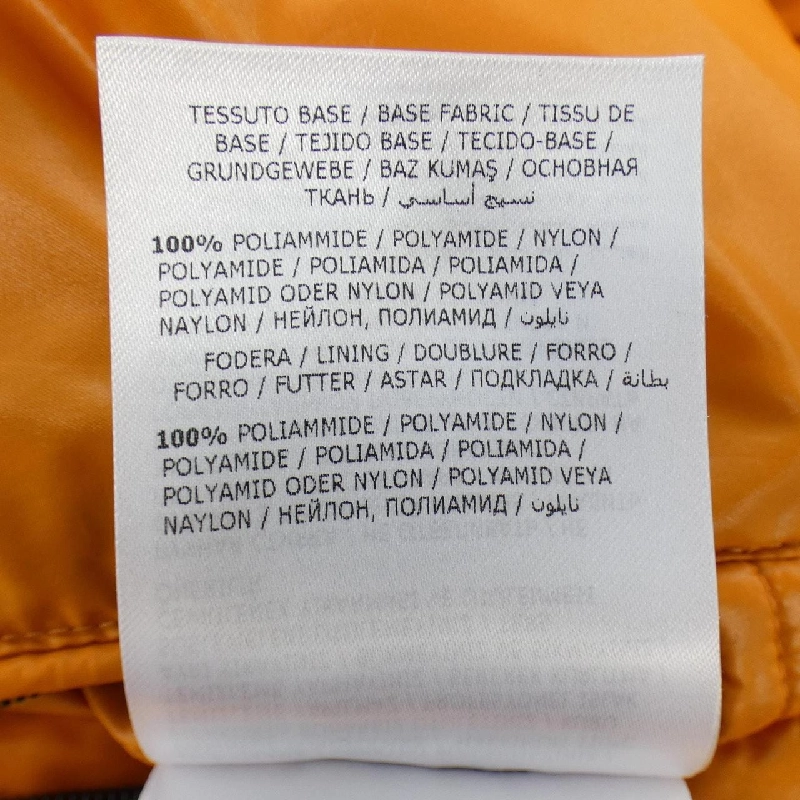 TESSUTO BASE / BASE FABRIC / TISSU DE
BASE / TEJIDO BASE / TECIDO-BASE /
GRUNDGEWEBE / BAZ KUMAŞ / ОСНОВНАЯ
ТКАНЬ / نسيج أساسي
100% POLIAMMIDE / POLYAMIDE / NYLON /
POLYAMIDE / POLIAMIDA / POLIAMIDA /
POLYAMID ODER NYLON / POLYAMID VEYA
NAYLON / НЕЙЛОН, ПОЛИАМИД / نايلون
FODERA / LINING / DOUBLURE / FORRO /
FORRO / FUTTER / ASTAR / ПОДКЛАДКА / بطانة
100% POLIAMMIDE / POLYAMIDE / NYLON /
POLYAMIDE / POLIAMIDA / POLIAMIDA /
POLYAMID ODER NYLON / POLYAMID VEYA
NAYLON / НЕЙЛОН, ПОЛИАМИД / نايلون